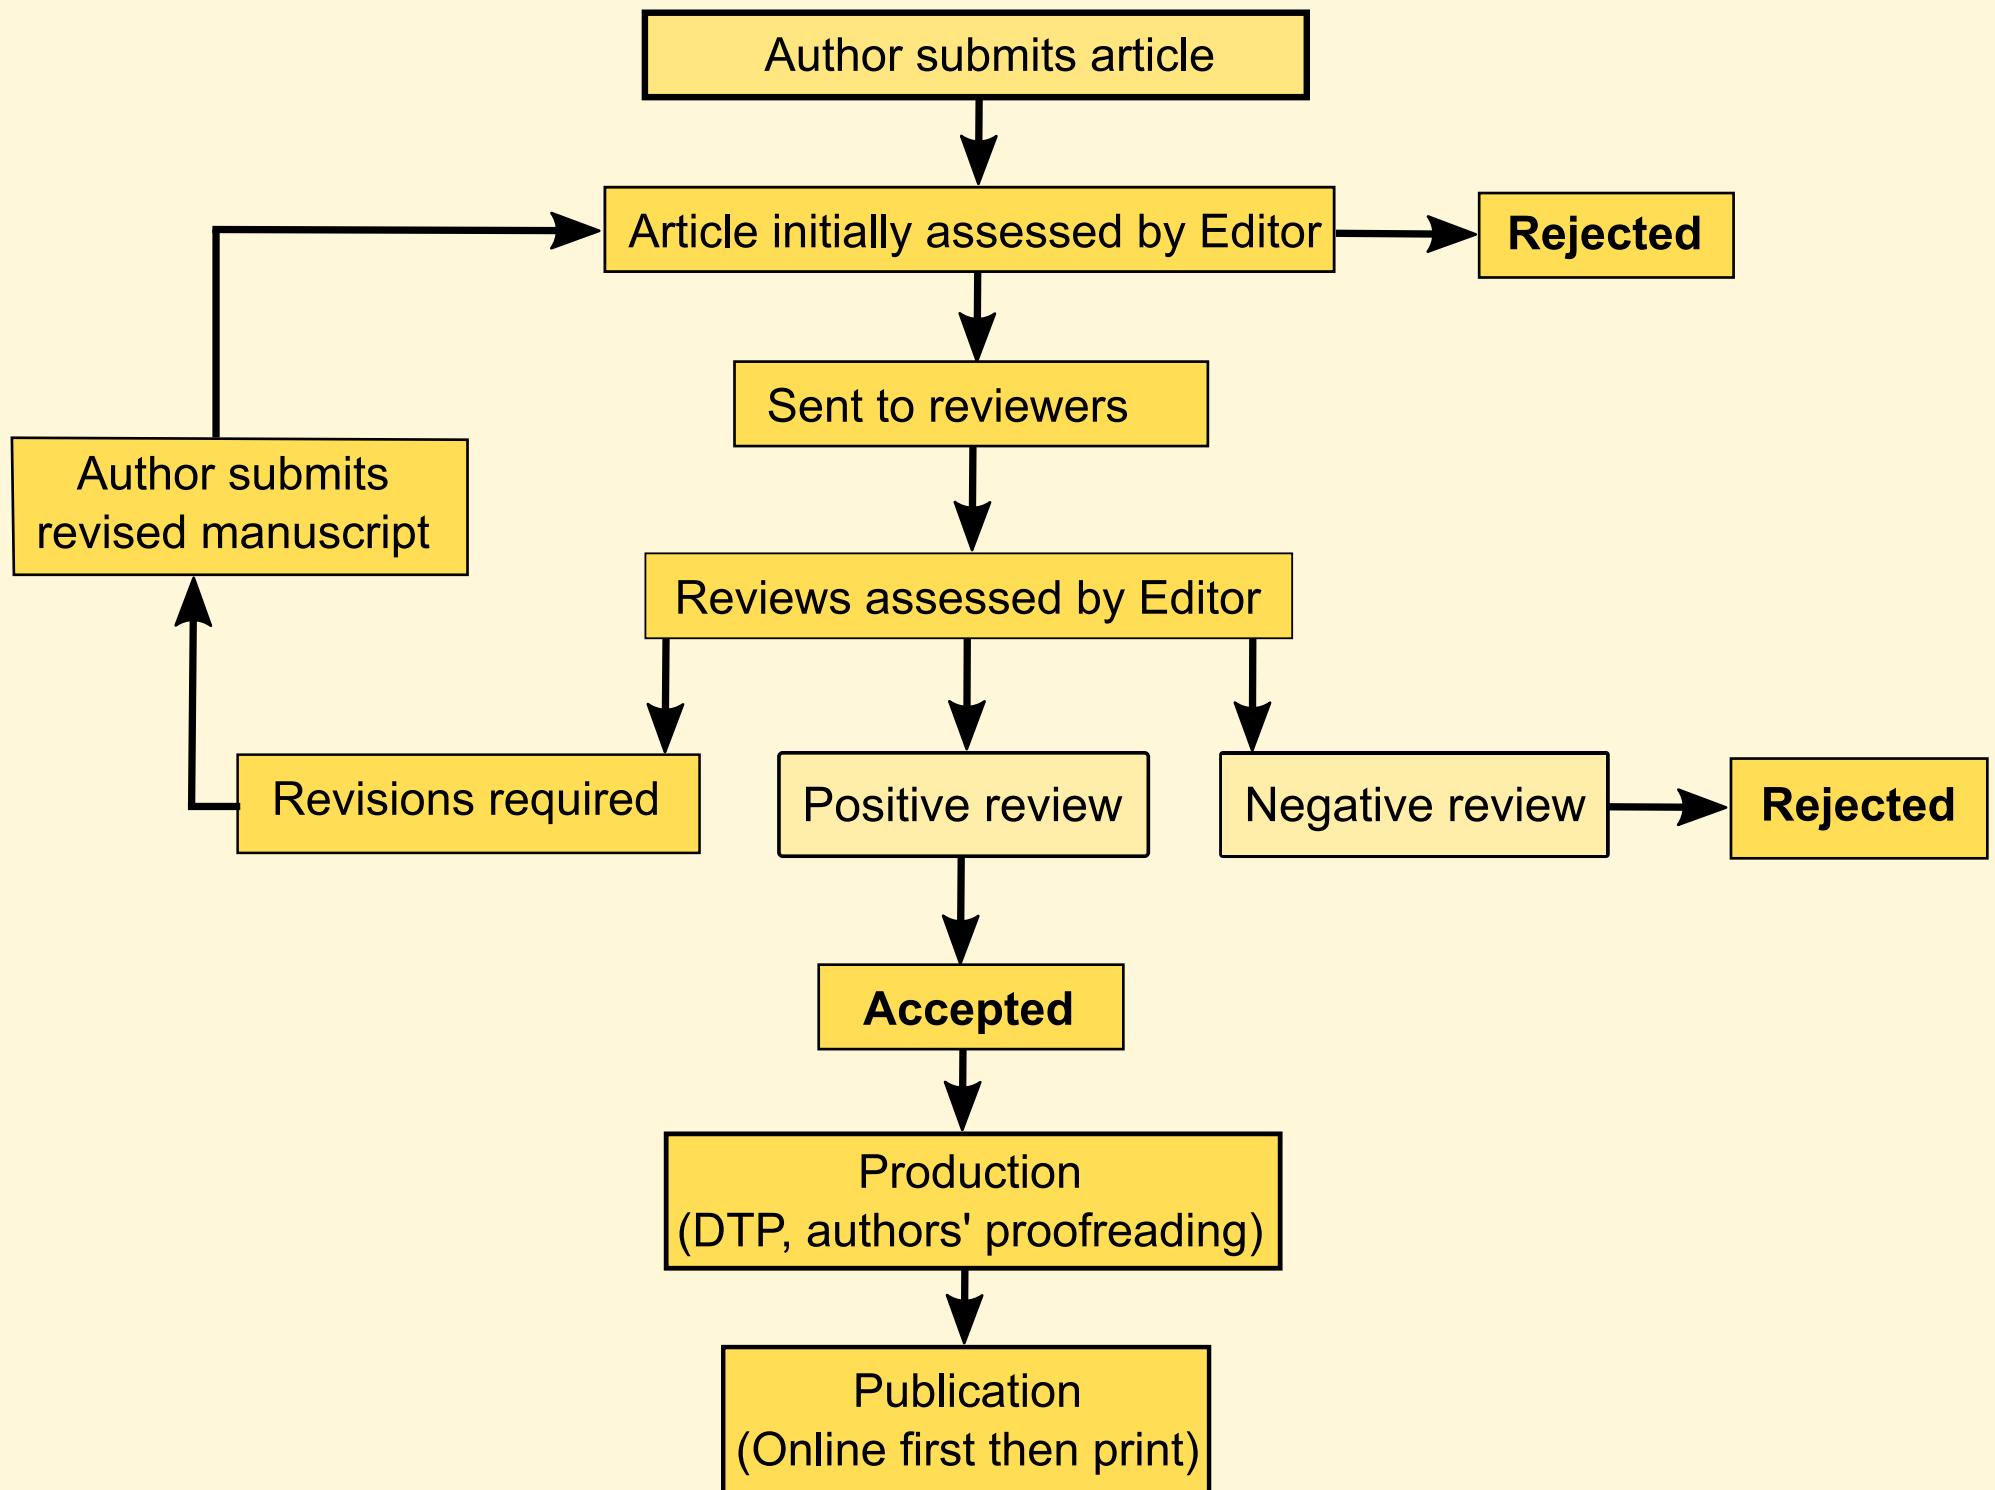 Author submits article
Article initially assessed by Editor
Rejected
Sent to reviewers
Author submits
revised manuscript
Reviews assessed by Editor
Revisions required
Positive review
Negative review
Rejected
Accepted
Production
(DTP, authors' proofreading)
Publication
(Online first then print)